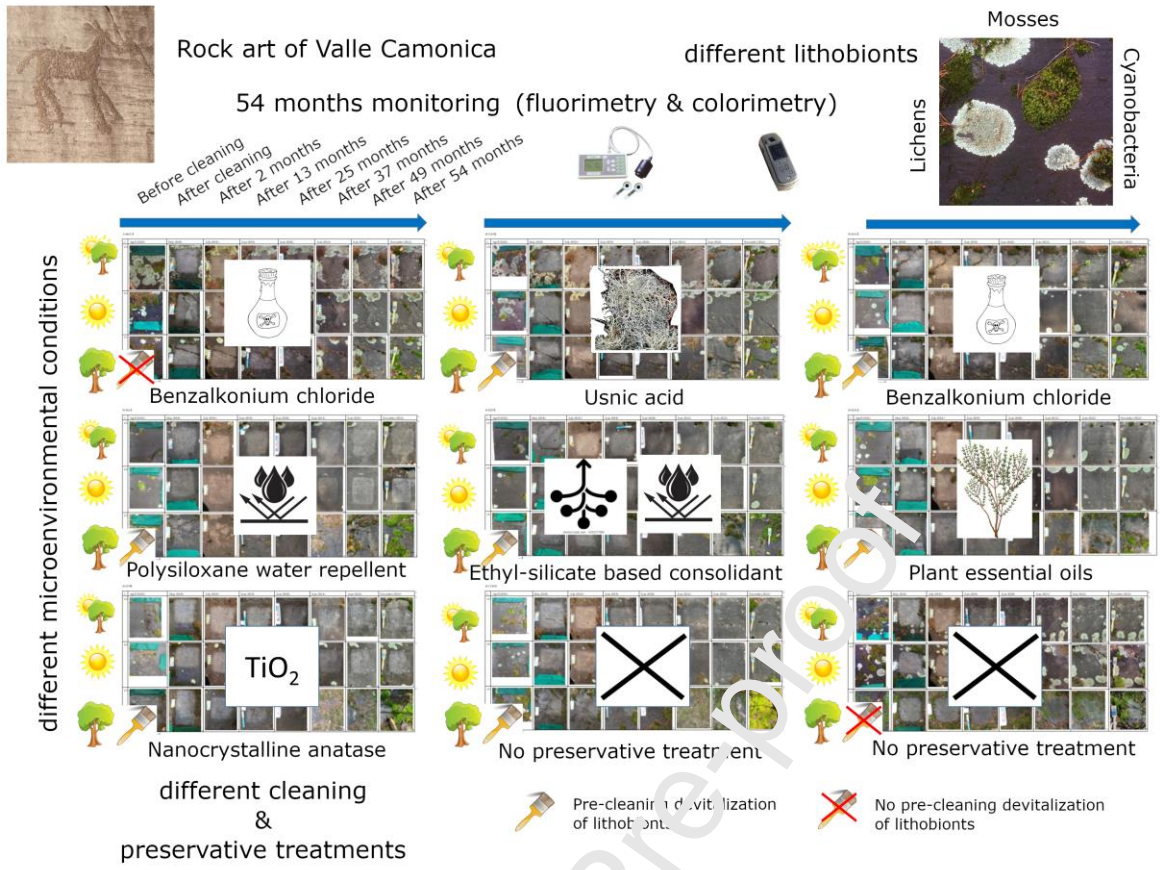 Rock art of Valle Camonica
different lithobionts
Mosses
Lichens
Cyanobacteria
54 months monitoring (fluorimetry & colorimetry)
Before cleaning
After cleaning
After 2 months
After 13 months
After 25 months
After 37 months
After 49 months
After 54 months
different microenvironmental conditions
Benzalkonium chloride
Usnic acid
Benzalkonium chloride
Polysiloxane water repellent
Ethyl-silicate based consolidant
Plant essential oils
TiO2
Nanocrystalline anatase
No preservative treatment
No preservative treatment
different cleaning
&
preservative treatments
Pre-cleaning devitalization
of lithobionts
No pre-cleaning devitalization
of lithobionts
Pre-proof